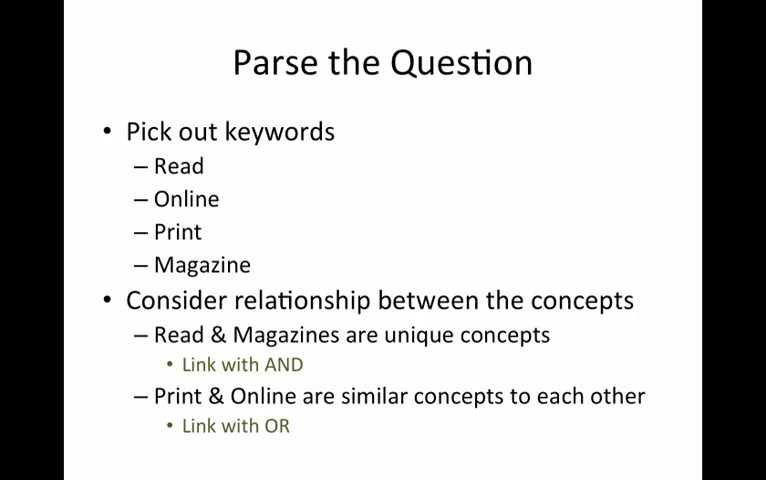 Parse the Question
• Pick out keywords
– Read
– Online
– Print
– Magazine
• Consider relationship between the concepts
– Read & Magazines are unique concepts
• Link with AND
– Print & Online are similar concepts to each other
• Link with OR